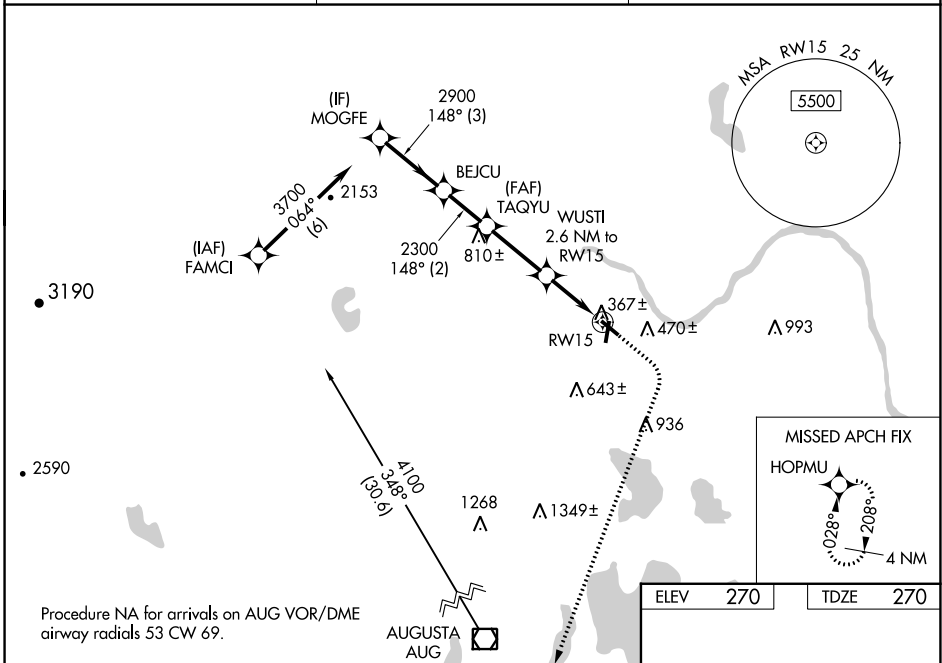 MSA RW15 25 NM
5500
(IF)
MOGFE
2900
148° (3)
BEJCU
(FAF)
TAQYU
3700
064°
(6)
2153
(IAF)
FAMCI
2300
148° (2)
810±
WUSTI
2.6 NM to
RW15
3190
367±
RW15
470±
993
643±
936
MISSED APCH FIX
HOPMU
028°
208°
4 NM
2590
4100
348°
(30.6)
1268
1349±
Procedure NA for arrivals on AUG VOR/DME
airway radials 53 CW 69.
AUGUSTA
AUG
ELEV 270
TDZE 270